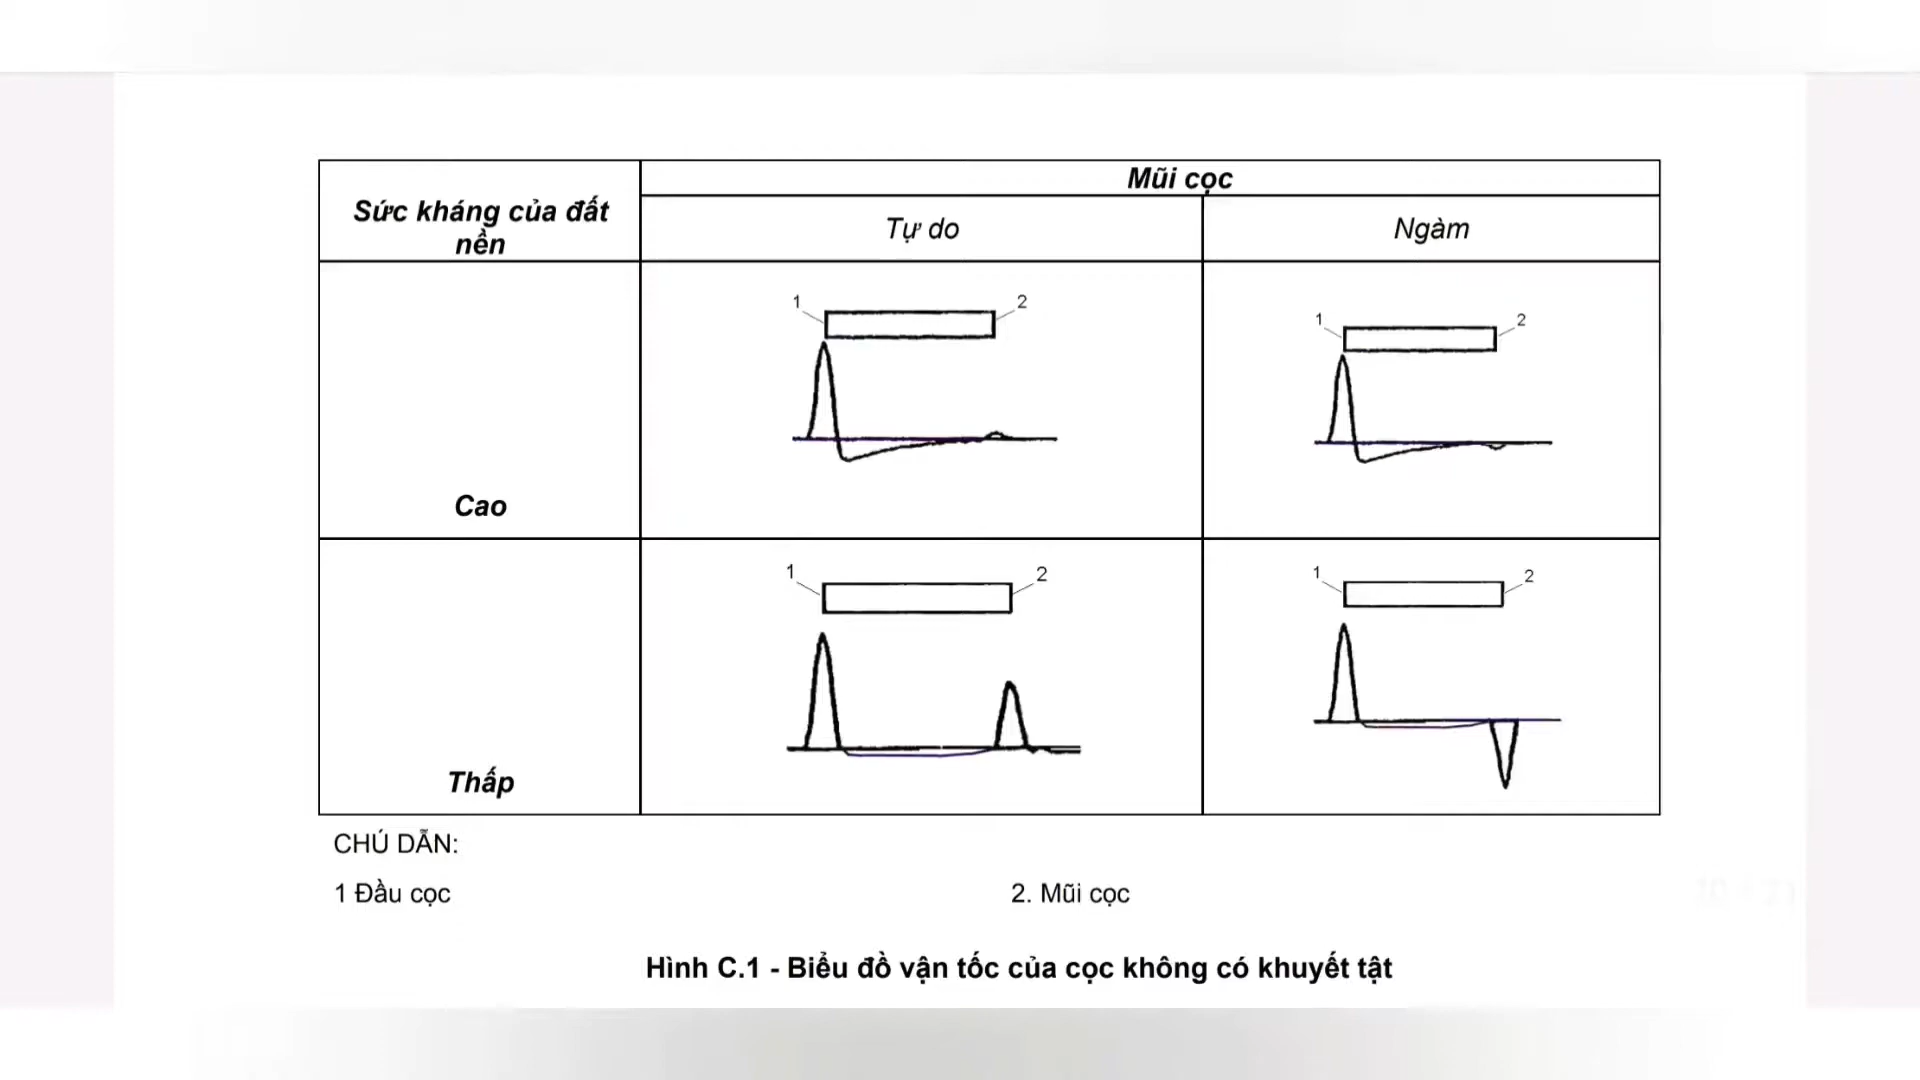 Sức kháng của đất
nền
Mũi cọc
Tự do
Ngàm
1
2
1
2
Cao
1
2
1
2
Thấp
CHÚ DẪN:
1 Đầu cọc
2. Mũi cọc
Hình C.1 - Biểu đồ vận tốc của cọc không có khuyết tật